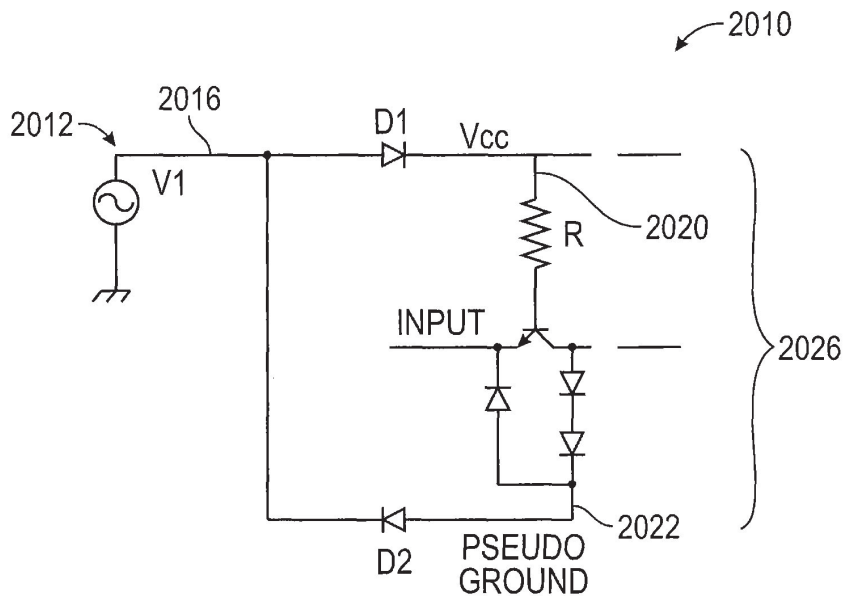 2010
2016
D1
2012
Vcc
V1
2020
R
INPUT
2026
2022
D2
PSEUDO
GROUND